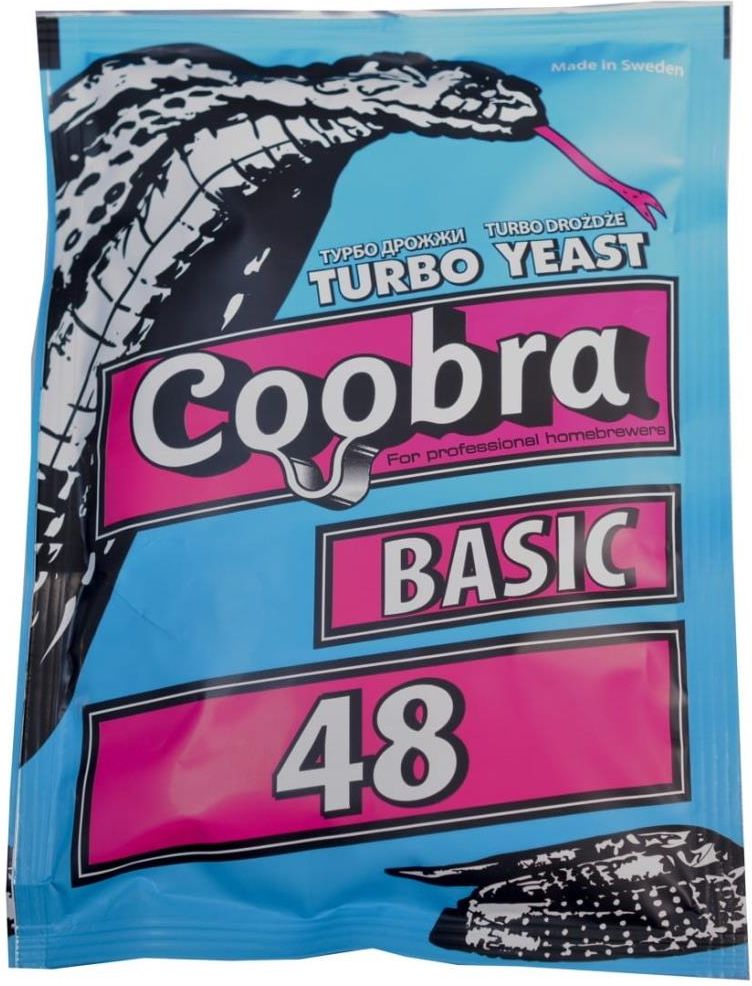 Made in Sweden
ТУРБО ДРОЖЖИ TURBO DROŻDŻE
TURBO YEAST
Coobra
For professional homebrewers
BASIC
48